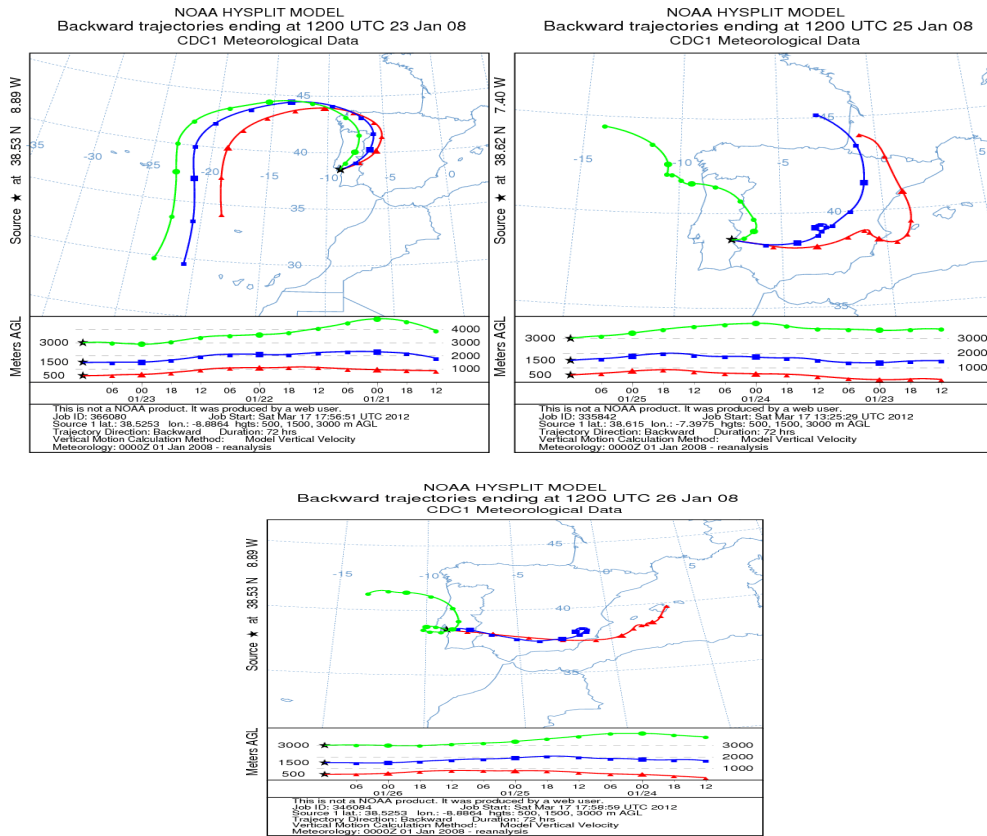 NOAA HYSPLIT MODEL
Backward trajectories ending at 1200 UTC 23 Jan 08
CDC1 Meteorological Data
Source ★ at 38.53 N 8.89 W
45
-35
-30
-25
-20
-15
-10
-5
0
5
40
35
30
Meters AGL
3000
1500
500
4000
3000
2000
1000
06 00 18 12 06 00 18 12 06 00 18 12
01/23 01/22 01/21
This is not a NOAA product. It was produced by a web user.
Job ID: 366080 Job Start: Sat Mar 17 17:56:51 UTC 2012
Source 1 lat.: 38.5253 lon.: -8.8864 hgts: 500, 1500, 3000 m AGL
Trajectory Direction: Backward Duration: 72 hrs
Vertical Motion Calculation Method: Model Vertical Velocity
Meteorology: 0000Z 01 Jan 2008 - reanalysis
NOAA HYSPLIT MODEL
Backward trajectories ending at 1200 UTC 25 Jan 08
CDC1 Meteorological Data
Source ★ at 38.62 N 7.40 W
-15
-10
-5
0
5
45
40
35
Meters AGL
3000
1500
500
3000
2000
1000
06 00 18 12 06 00 18 12 06 00 18 12
01/25 01/24 01/23
This is not a NOAA product. It was produced by a web user.
Job ID: 335842 Job Start: Sat Mar 17 13:25:29 UTC 2012
Source 1 lat.: 38.615 lon.: -7.3975 hgts: 500, 1500, 3000 m AGL
Trajectory Direction: Backward Duration: 72 hrs
Vertical Motion Calculation Method: Model Vertical Velocity
Meteorology: 0000Z 01 Jan 2008 - reanalysis
NOAA HYSPLIT MODEL
Backward trajectories ending at 1200 UTC 26 Jan 08
CDC1 Meteorological Data
Source ★ at 38.53 N 8.89 W
-15
-10
-5
0
5
45
40
35
Meters AGL
3000
1500
500
3000
2000
1000
06 00 18 12 06 00 18 12 06 00 18 12
01/26 01/25 01/24
This is not a NOAA product. It was produced by a web user.
Job ID: 346084 Job Start: Sat Mar 17 17:58:59 UTC 2012
Source 1 lat.: 38.5253 lon.: -8.8864 hgts: 500, 1500, 3000 m AGL
Trajectory Direction: Backward Duration: 72 hrs
Vertical Motion Calculation Method: Model Vertical Velocity
Meteorology: 0000Z 01 Jan 2008 - reanalysis